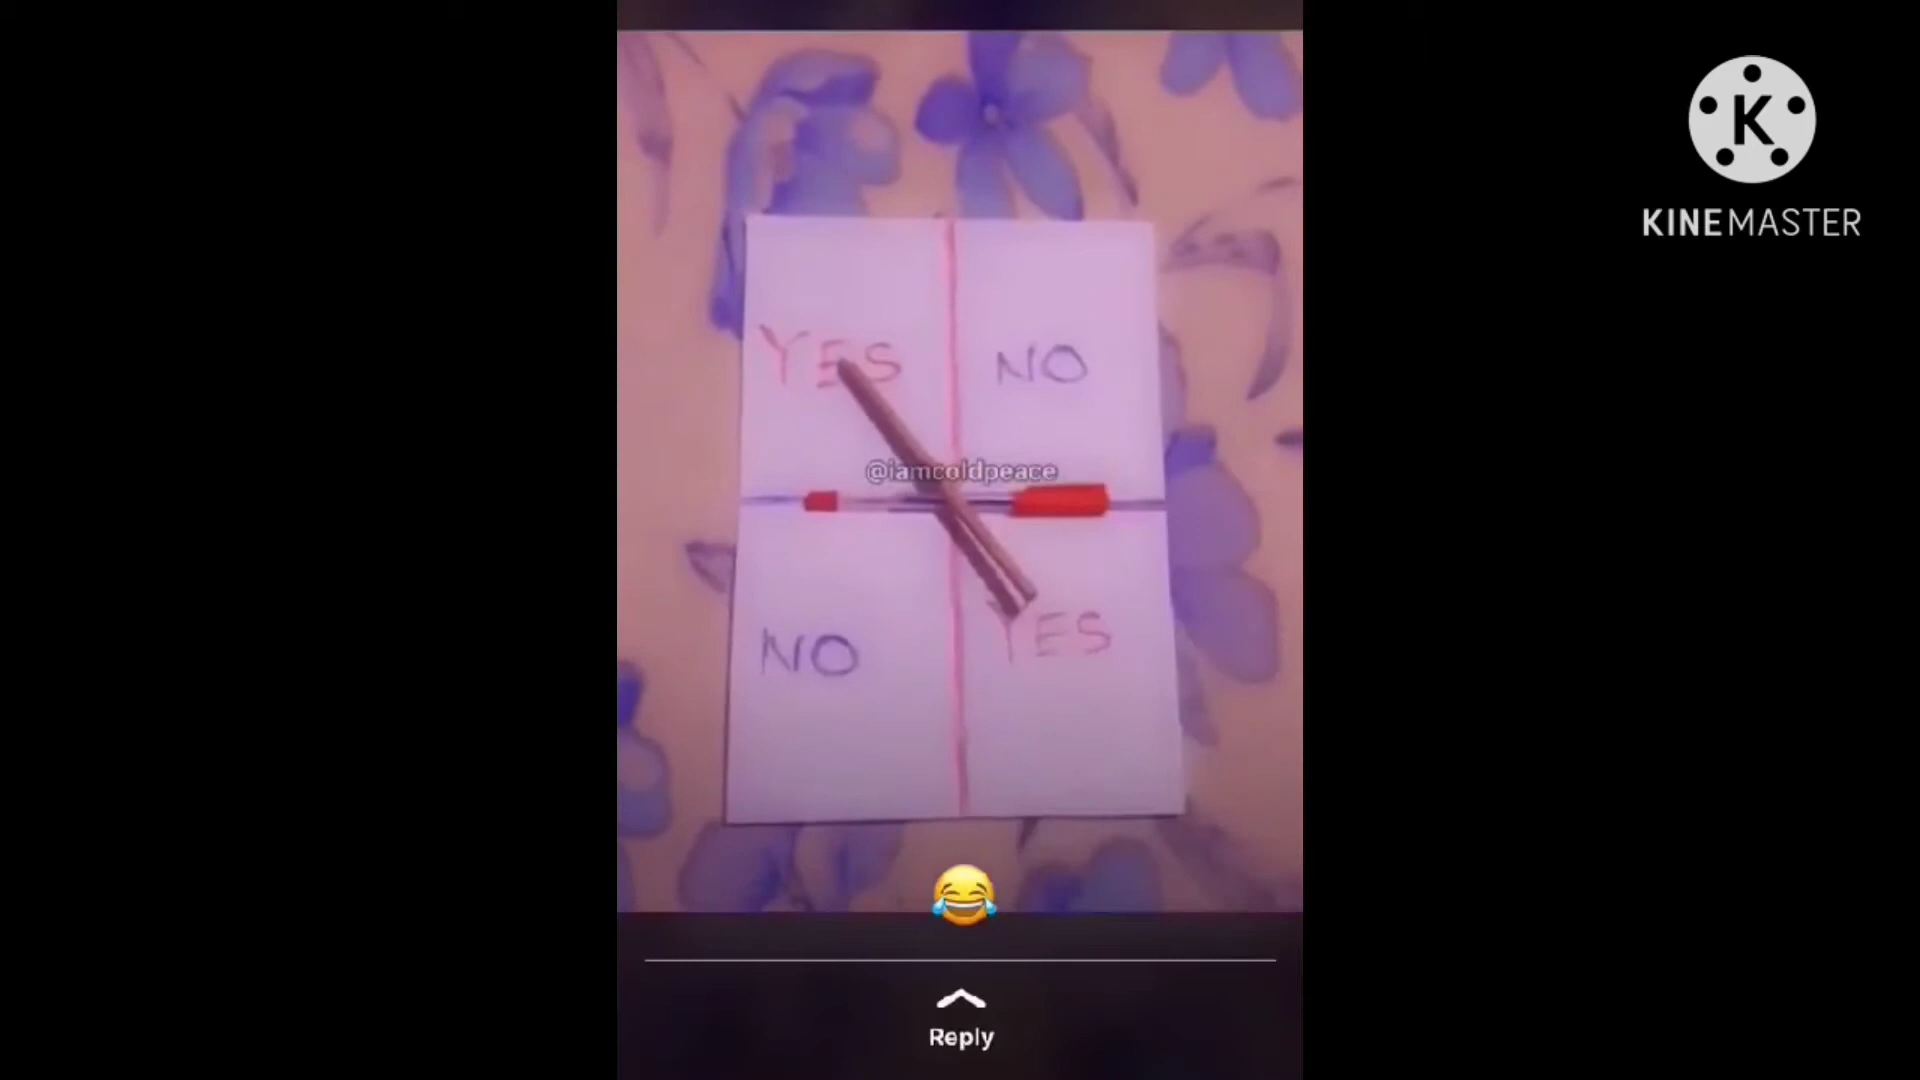 K
KINEMASTER
YES NO
@iamcoldpeace
NO YES
Reply